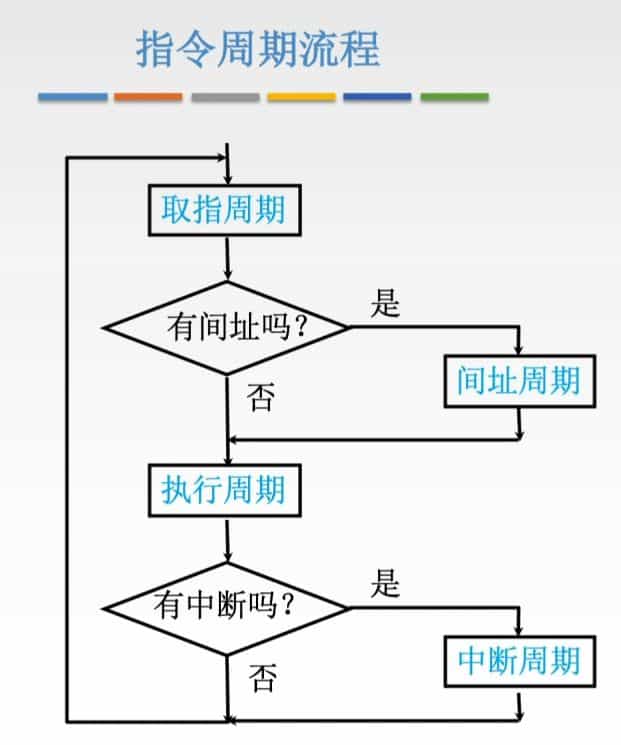 指令周期流程
取指周期
有间址吗？
是
间址周期
否
执行周期
有中断吗？
是
中断周期
否